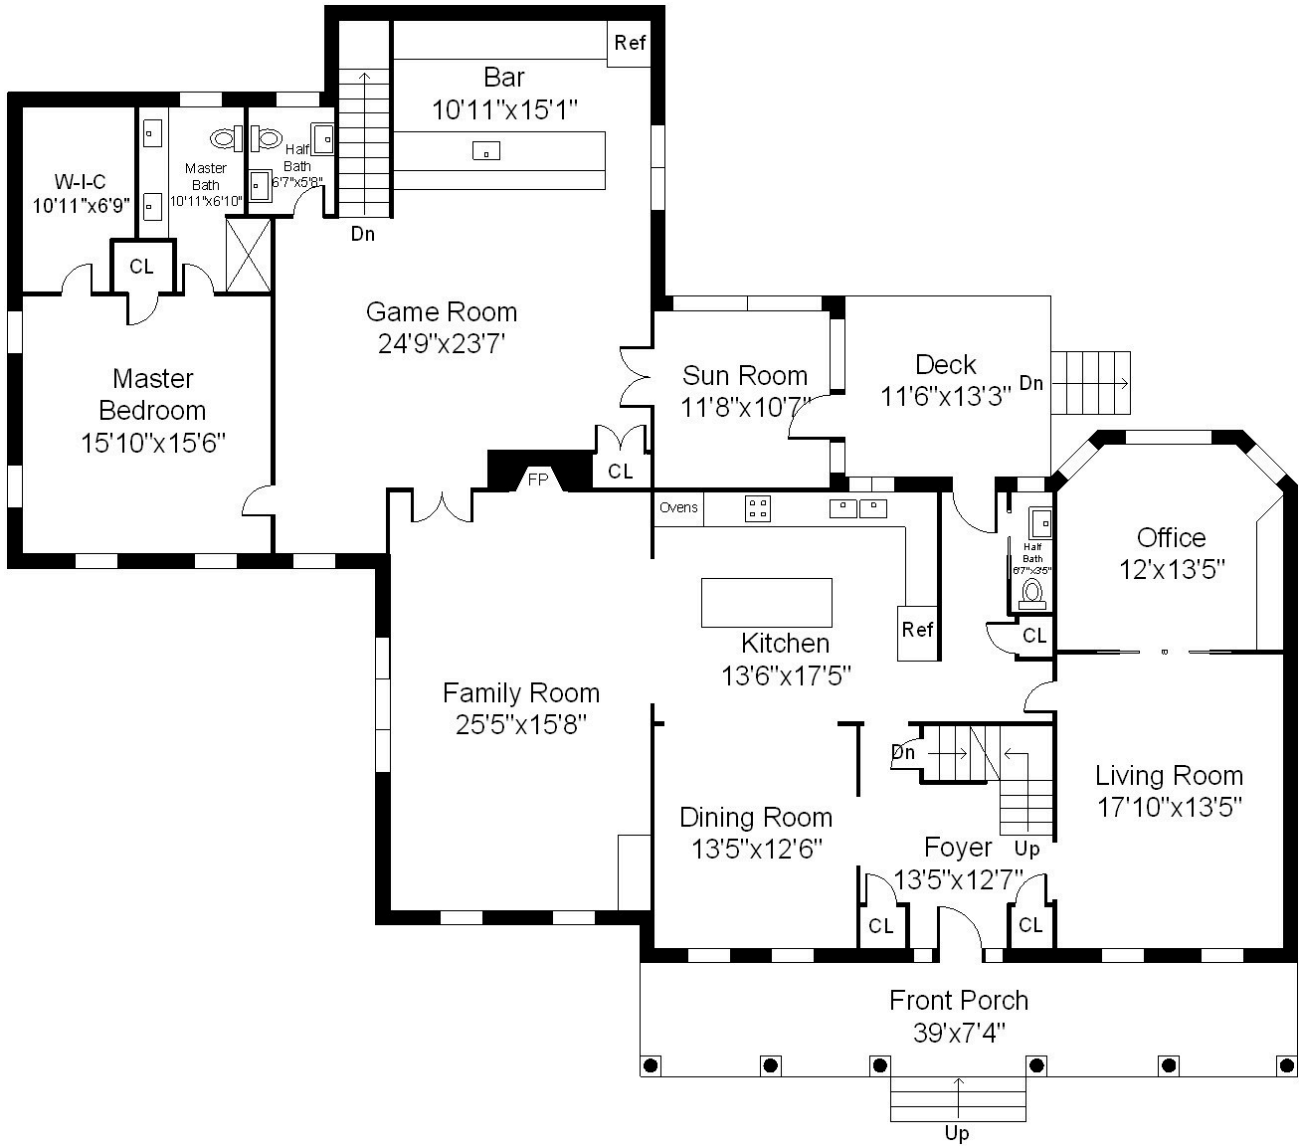 Ref
Bar
10'11"x15'1"
Half
Bath
6'7"x5'8"
Master
Bath
10'11"x6'10"
W-I-C
10'11"x6'9"
Dn
CL
Game Room
24'9"x23'7'
Master
Bedroom
15'10"x15'6"
Sun Room
11'8"x10'7"
Deck
11'6"x13'3"
Dn
CL
FP
Ovens
Half
Bath
6'7"x3'5"
Office
12'x13'5"
Ref
CL
Kitchen
13'6"x17'5"
Family Room
25'5"x15'8"
Dn
Living Room
17'10"x13'5"
Dining Room
13'5"x12'6"
Foyer
13'5"x12'7"
Up
CL
CL
Front Porch
39'x7'4"
Up